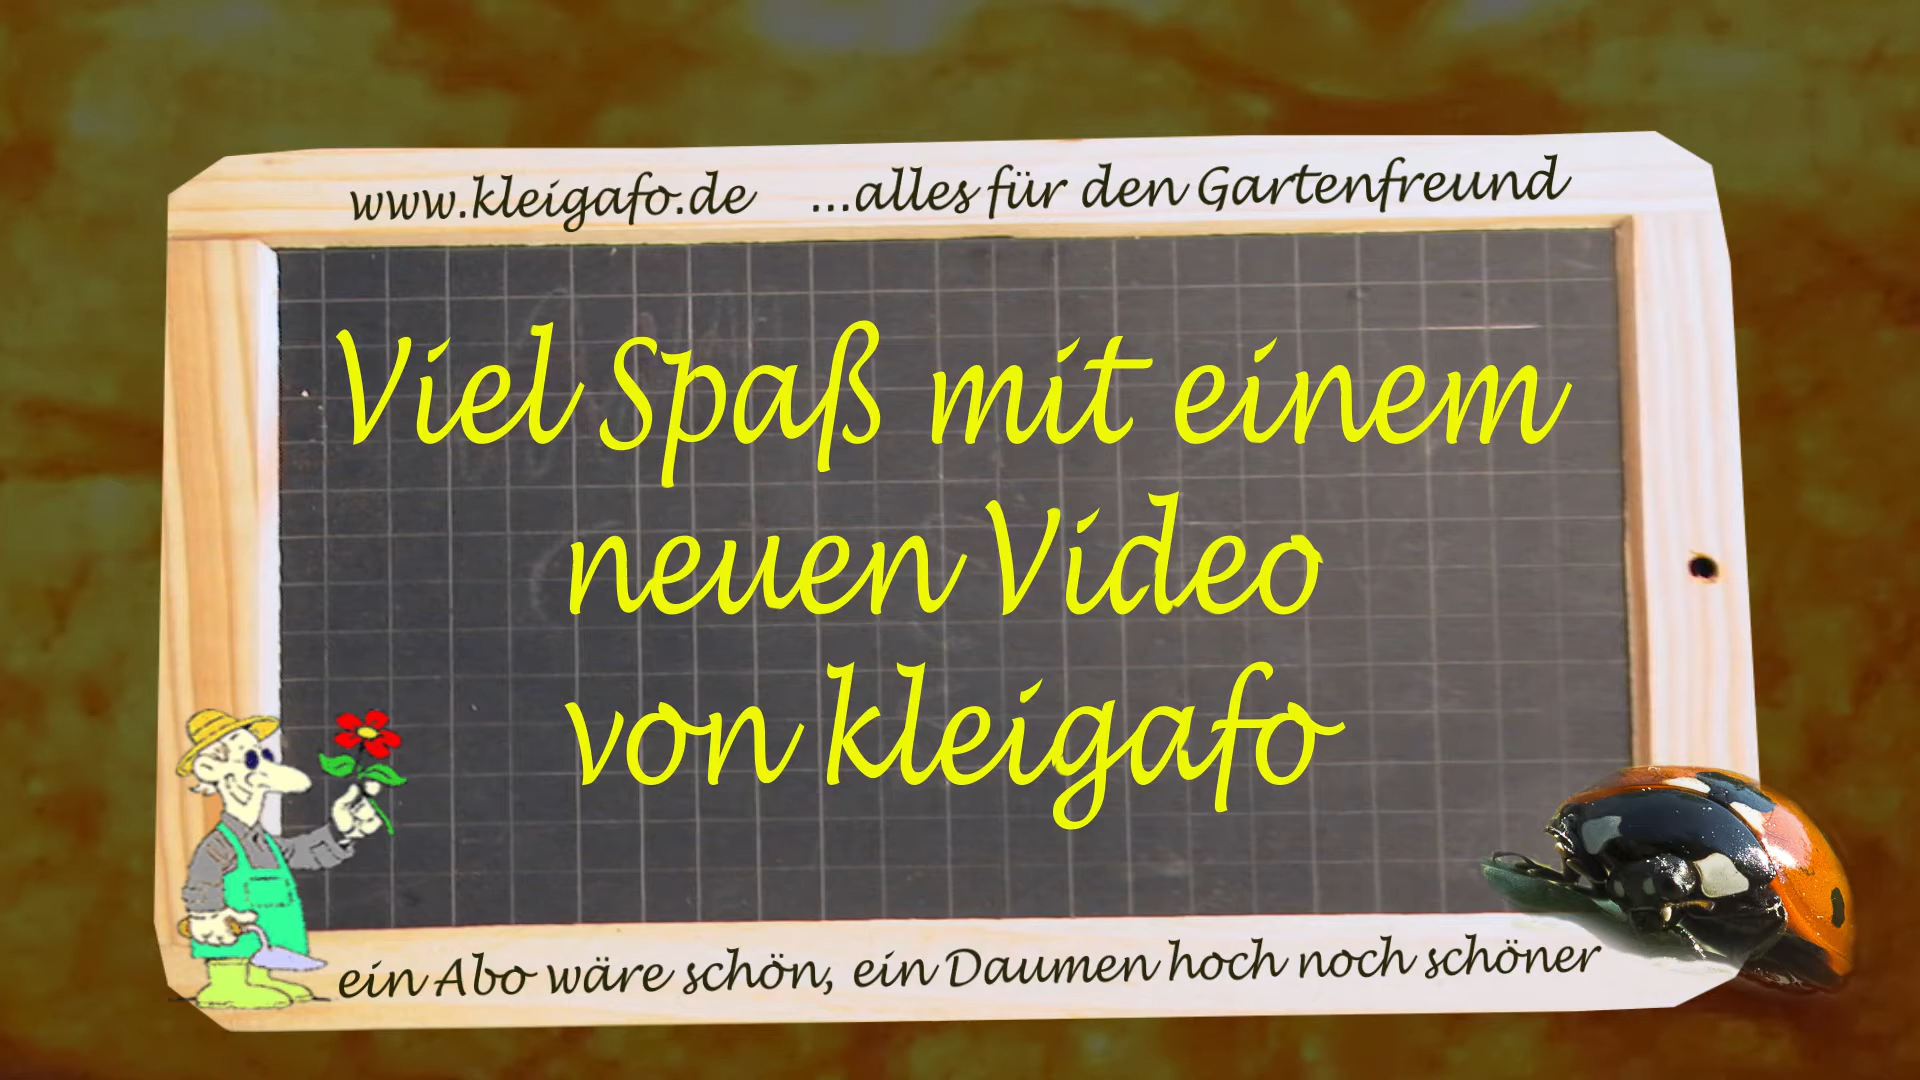 www.kleigafo.de ...alles für den Gartenfreund
Viel Spaß mit einem
neuen Video
von kleigafo
ein Abo wäre schön, ein Daumen hoch noch schöner